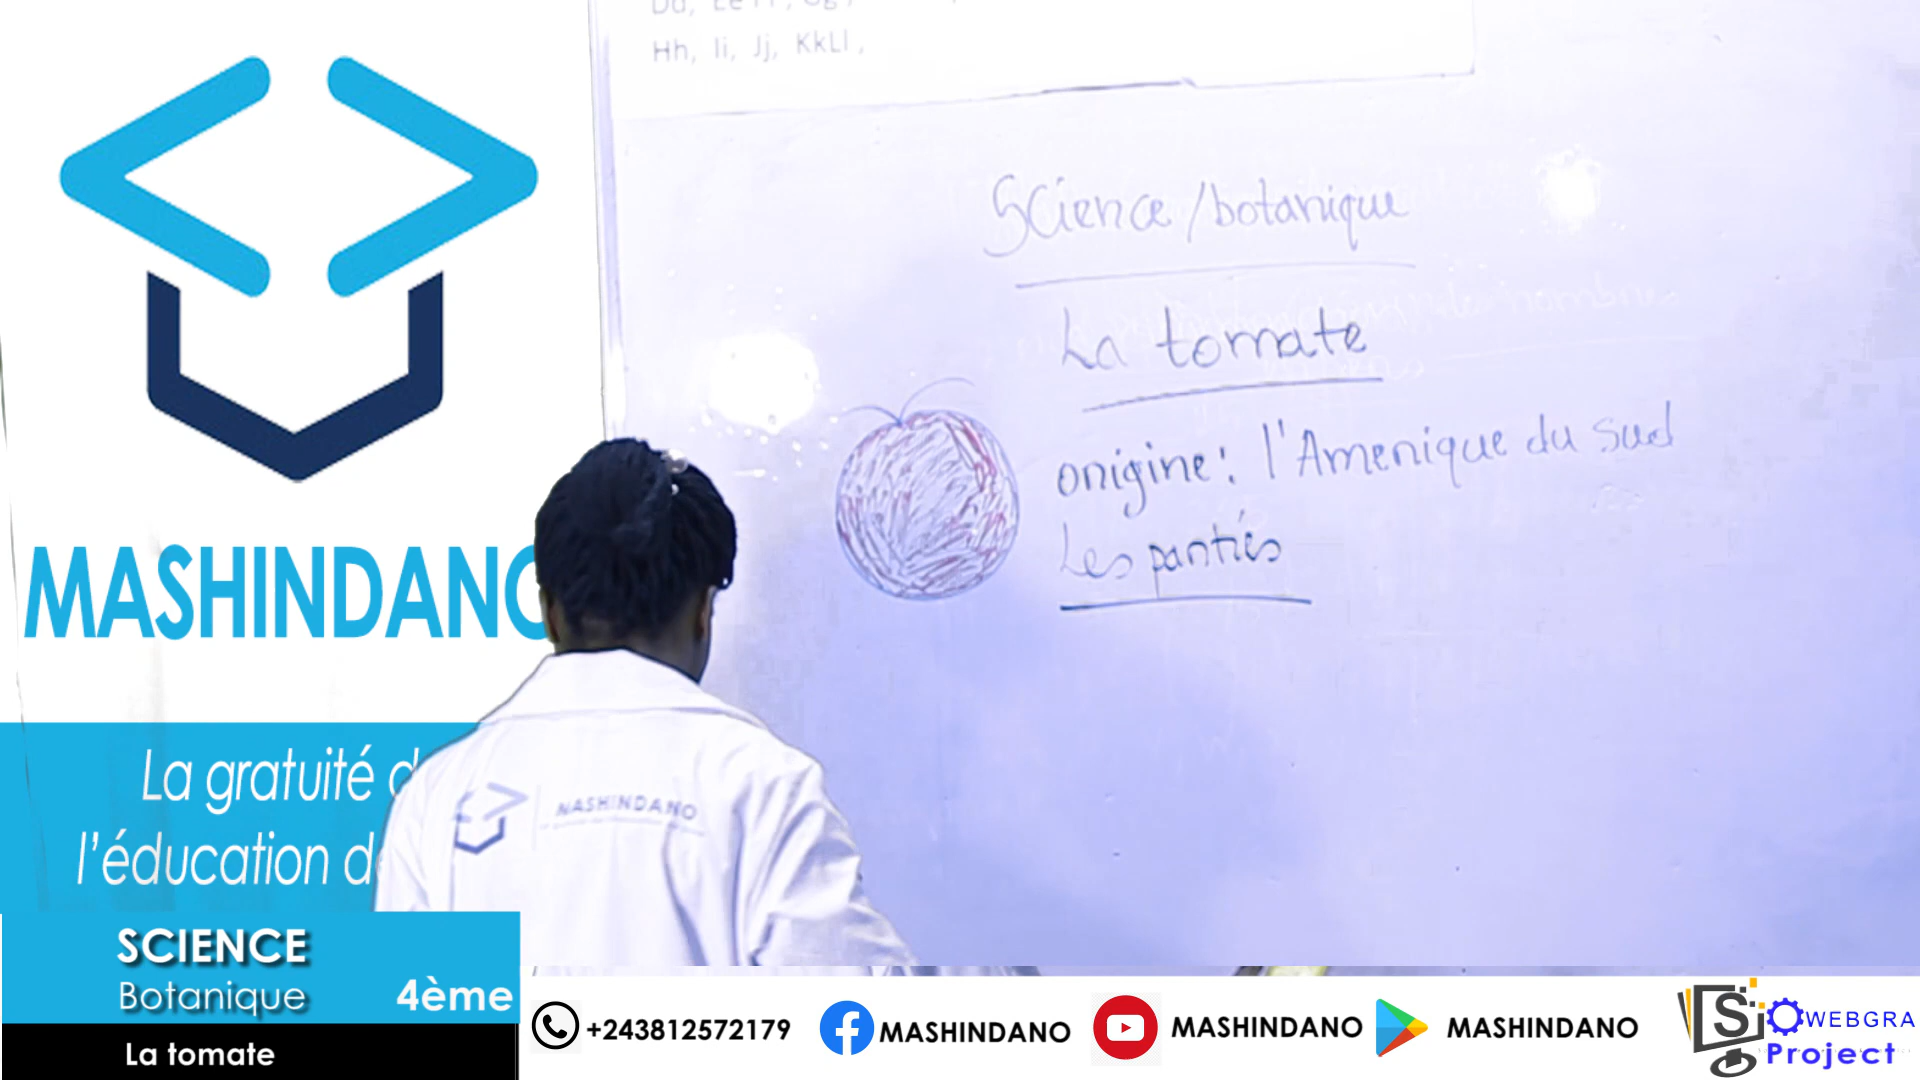 Hh, Ii, Jj, KkLl,
Science/botanique
La tomate
origine: l'Amerique du Sud
Les parties
MASHINDANO
La gratuité d
l'éducation d
MASHINDANO
SCIENCE
Botanique
4ème
La tomate
+243812572179
MASHINDANO
MASHINDANO
MASHINDANO
WEBGRA
Project